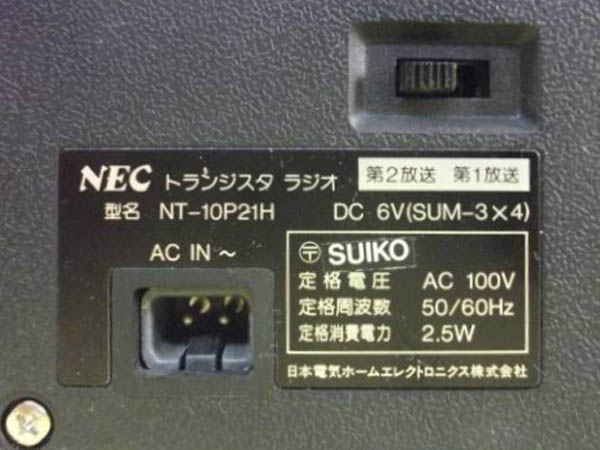 NEC トランジスタ ラジオ 第2放送 第1放送
型名 NT-10P21H DC 6V(SUM-3×4)
AC IN ～
〒 SUIKO
定格電圧 AC 100V
定格周波数 50/60Hz
定格消費電力 2.5W
日本電気ホームエレクトロニクス株式会社